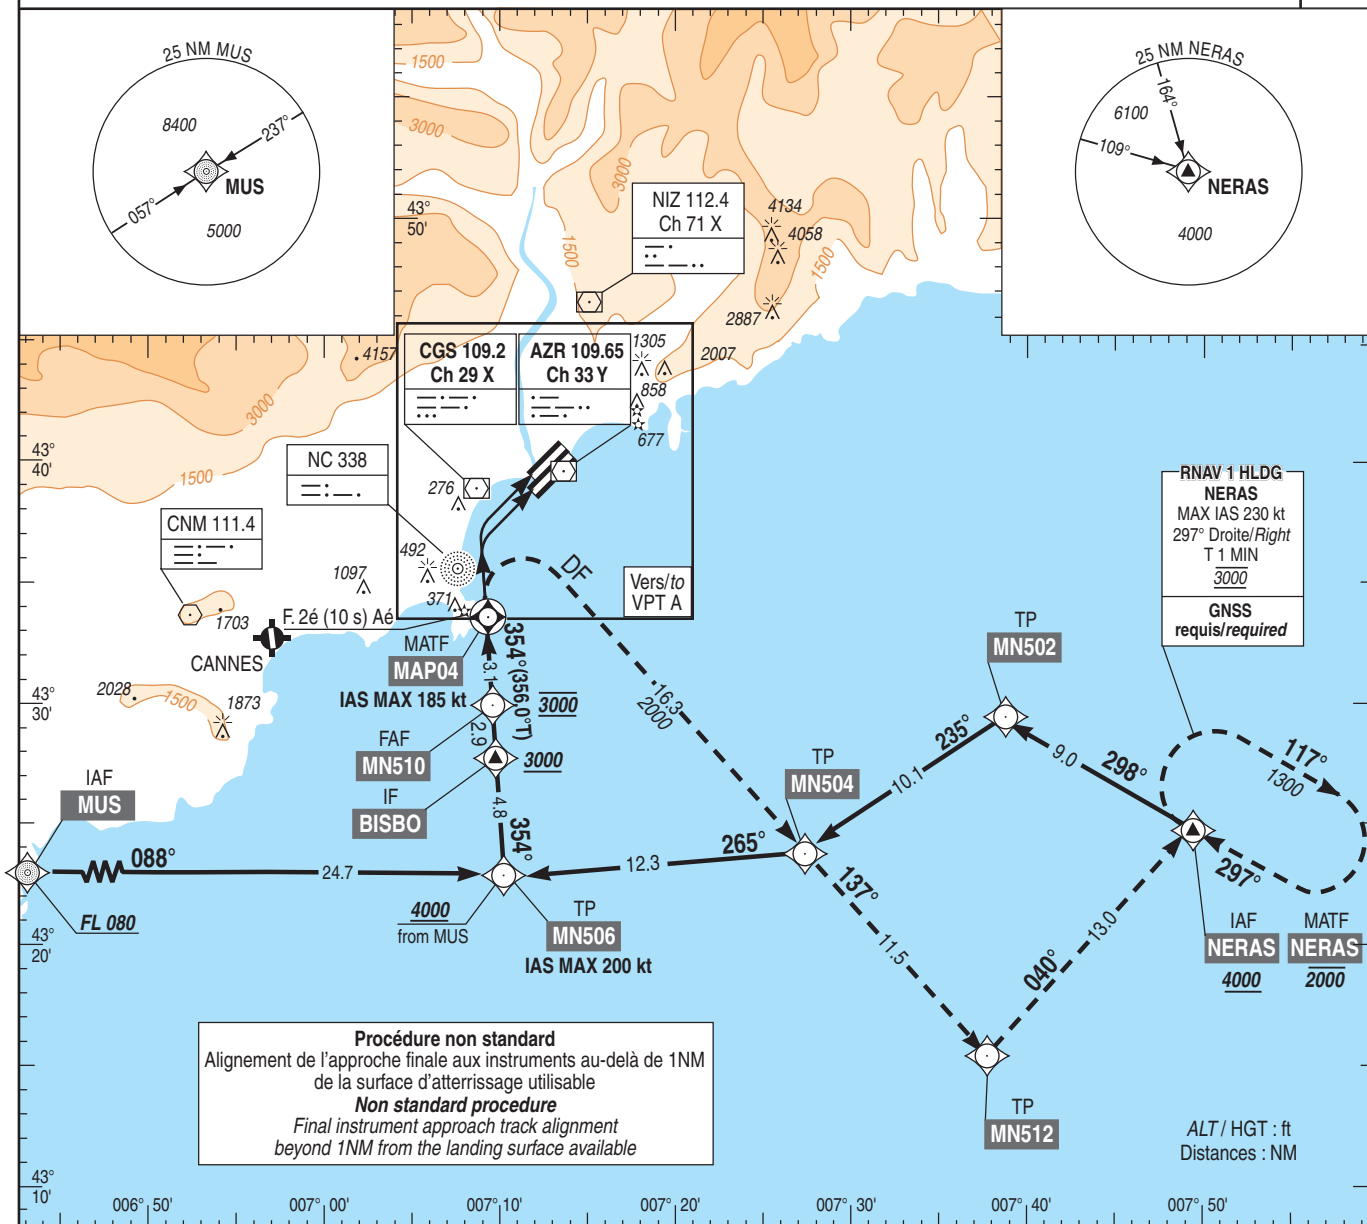 25 NM MUS
8400
237°
MUS
057°
5000
25 NM NERAS
164°
6100
109°
NERAS
4000
1500
3000
3000
1500
1500
3000
1500
1500
43°
50'
NIZ 112.4
Ch 71 X
4134
4058
2887
4157
CGS 109.2
Ch 29 X
AZR 109.65
Ch 33 Y
1305
2007
858
677
43°
40'
NC 338
276
CNM 111.4
492
1097
371
1703
F. 2é (10 s) Aé
CANNES
DF
Vers/to
VPT A
RNAV 1 HLDG
NERAS
MAX IAS 230 kt
297° Droite/Right
T 1 MIN
3000
GNSS
requis/required
MATF
MAP04
IAS MAX 185 kt
354°(356.0°T)
3.1
3000
2028
1873
43°
30'
FAF
MN510
2.9
3000
IF
BISBO
4.8
354°
16.3
2000
TP
MN502
235°
10.1
9.0
298°
117°
1300
TP
MN504
IAF
MUS
088°
24.7
FL 080
265°
12.3
4000
from MUS
TP
MN506
IAS MAX 200 kt
137°
11.5
040°
13.0
297°
IAF
NERAS
4000
MATF
NERAS
2000
43°
20'
Procédure non standard
Alignement de l'approche finale aux instruments au-delà de 1NM
de la surface d'atterrissage utilisable
Non standard procedure
Final instrument approach track alignment
beyond 1NM from the landing surface available
TP
MN512
ALT / HGT : ft
Distances : NM
43°
10'
006° 50'
007° 00'
007° 10'
007° 20'
007° 30'
007° 40'
007° 50'